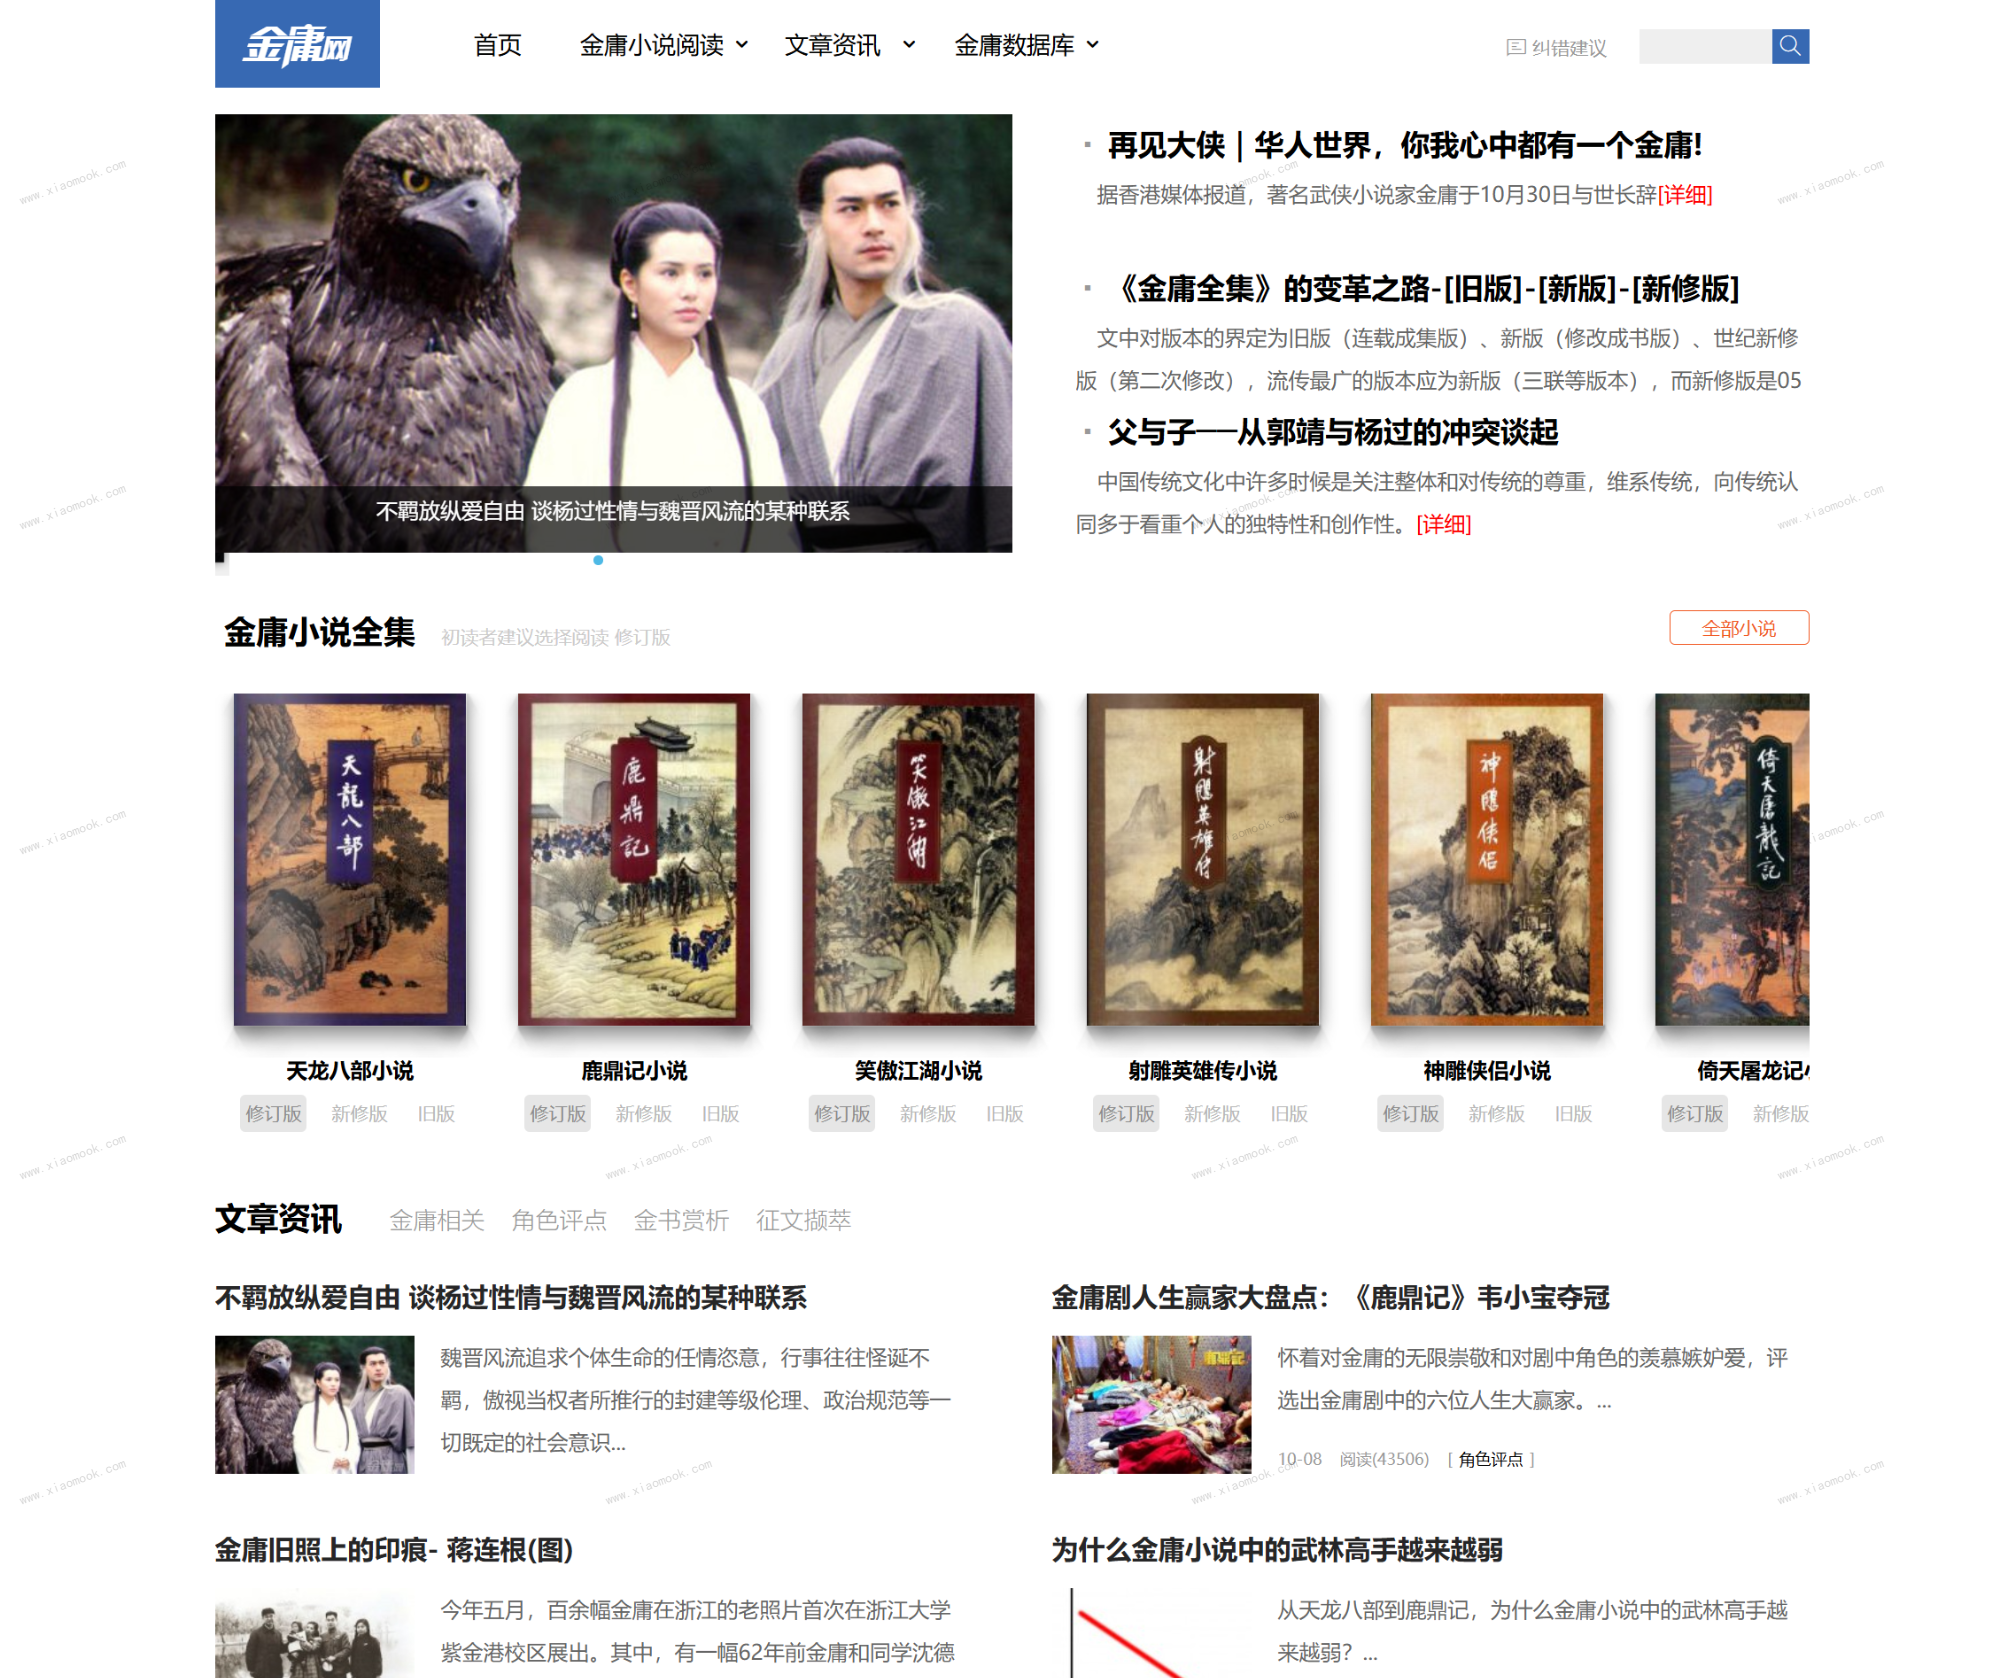 金庸网
首页 金庸小说阅读 文章资讯 金庸数据库 纠错建议
再见大侠 | 华人世界，你我心中都有一个金庸!
据香港媒体报道，著名武侠小说家金庸于10月30日与世长辞[详细]
《金庸全集》的变革之路-[旧版]-[新版]-[新修版]
文中对版本的界定为旧版（连载成集版）、新版（修改成书版）、世纪新修
版（第二次修改），流传最广的版本应为新版（三联等版本），而新修版是05
父与子──从郭靖与杨过的冲突谈起
中国传统文化中许多时候是关注整体和对传统的尊重，维系传统，向传统认
同多于看重个人的独特性和创作性。[详细]
不羁放纵爱自由 谈杨过性情与魏晋风流的某种联系
金庸小说全集 初读者建议选择阅读 修订版 全部小说
天龍八部
鹿鼎記
笑傲江湖
射鵰英雄传
神鵰侠侣
倚天屠龍记
天龙八部小说 鹿鼎记小说 笑傲江湖小说 射雕英雄传小说 神雕侠侣小说 倚天屠龙记小
修订版 新修版 旧版 修订版 新修版 旧版 修订版 新修版 旧版 修订版 新修版 旧版 修订版 新修版 旧版 修订版 新修版
文章资讯 金庸相关 角色评点 金书赏析 征文撷萃
不羁放纵爱自由 谈杨过性情与魏晋风流的某种联系
魏晋风流追求个体生命的任情恣意，行事往往怪诞不
羁，傲视当权者所推行的封建等级伦理、政治规范等一
切既定的社会意识...
金庸剧人生赢家大盘点：《鹿鼎记》韦小宝夺冠
怀着对金庸的无限崇敬和对剧中角色的羡慕嫉妒爱，评
选出金庸剧中的六位人生大赢家。...
10-08 阅读(43506) [ 角色评点 ]
金庸旧照上的印痕- 蒋连根(图)
今年五月，百余幅金庸在浙江的老照片首次在浙江大学
紫金港校区展出。其中，有一幅62年前金庸和同学沈德
为什么金庸小说中的武林高手越来越弱
从天龙八部到鹿鼎记，为什么金庸小说中的武林高手越
来越弱？...
www.xiaomook.com